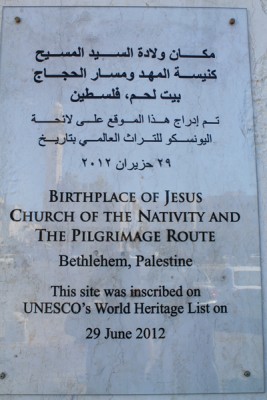 مكان ولادة السيد المسيح
كنيسة المهد ومسار الحجاج
بيت لحم، فلسطين
تم إدراج هذا الموقع على لائحة
اليونسكو للتراث العالمي بتاريخ
٢٩ حزيران ٢٠١٢
BIRTHPLACE OF JESUS
CHURCH OF THE NATIVITY AND
THE PILGRIMAGE ROUTE
Bethlehem, Palestine
This site was inscribed on
UNESCO's World Heritage List on
29 June 2012